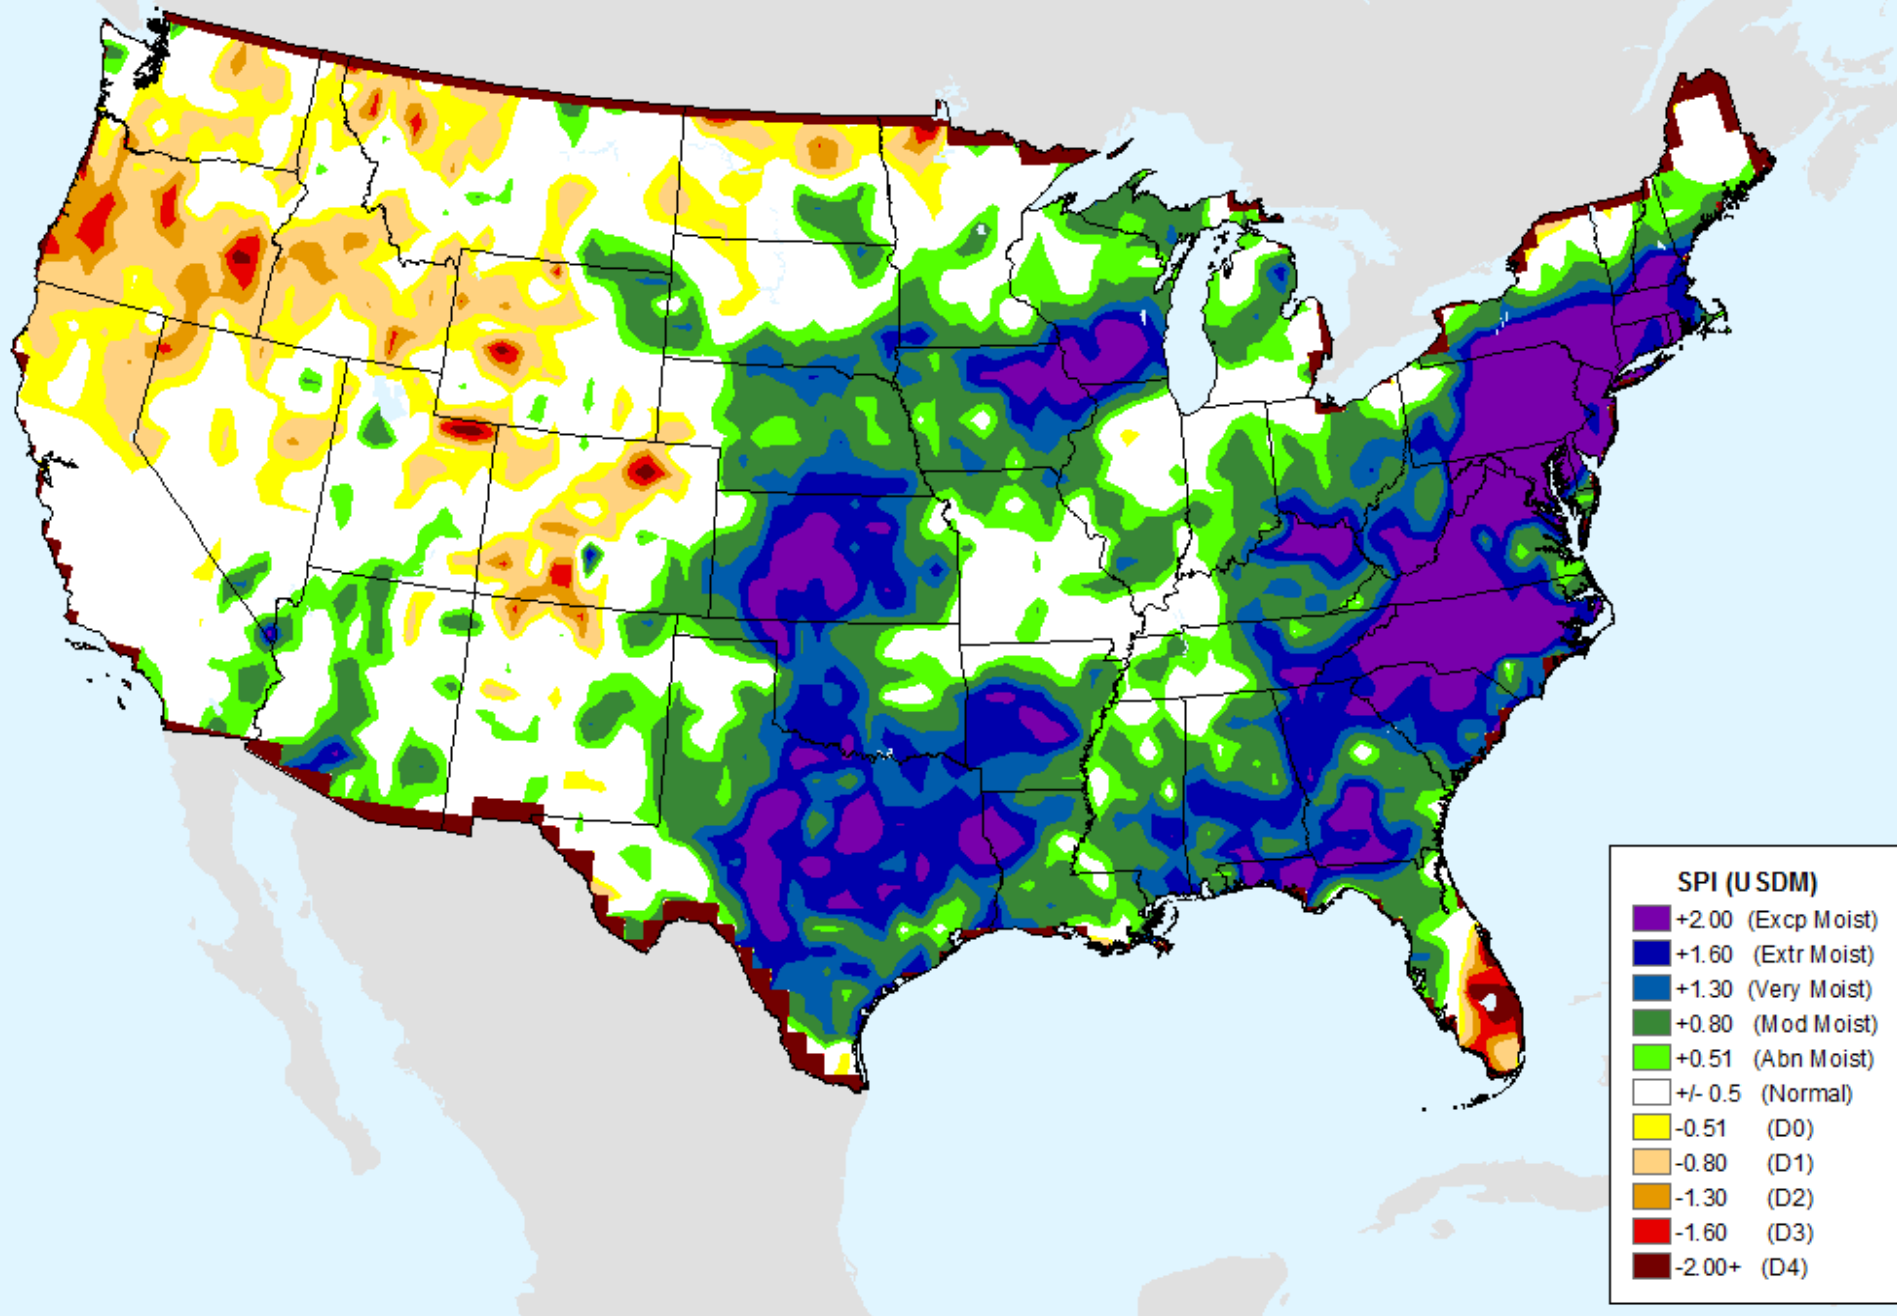 SPI (USDM)
+2.00 (Excp Moist)
+1.60 (Extr Moist)
+1.30 (Very Moist)
+0.80 (Mod Moist)
+0.51 (Abn Moist)
+/- 0.5 (Normal)
-0.51 (D0)
-0.80 (D1)
-1.30 (D2)
-1.60 (D3)
-2.00+ (D4)